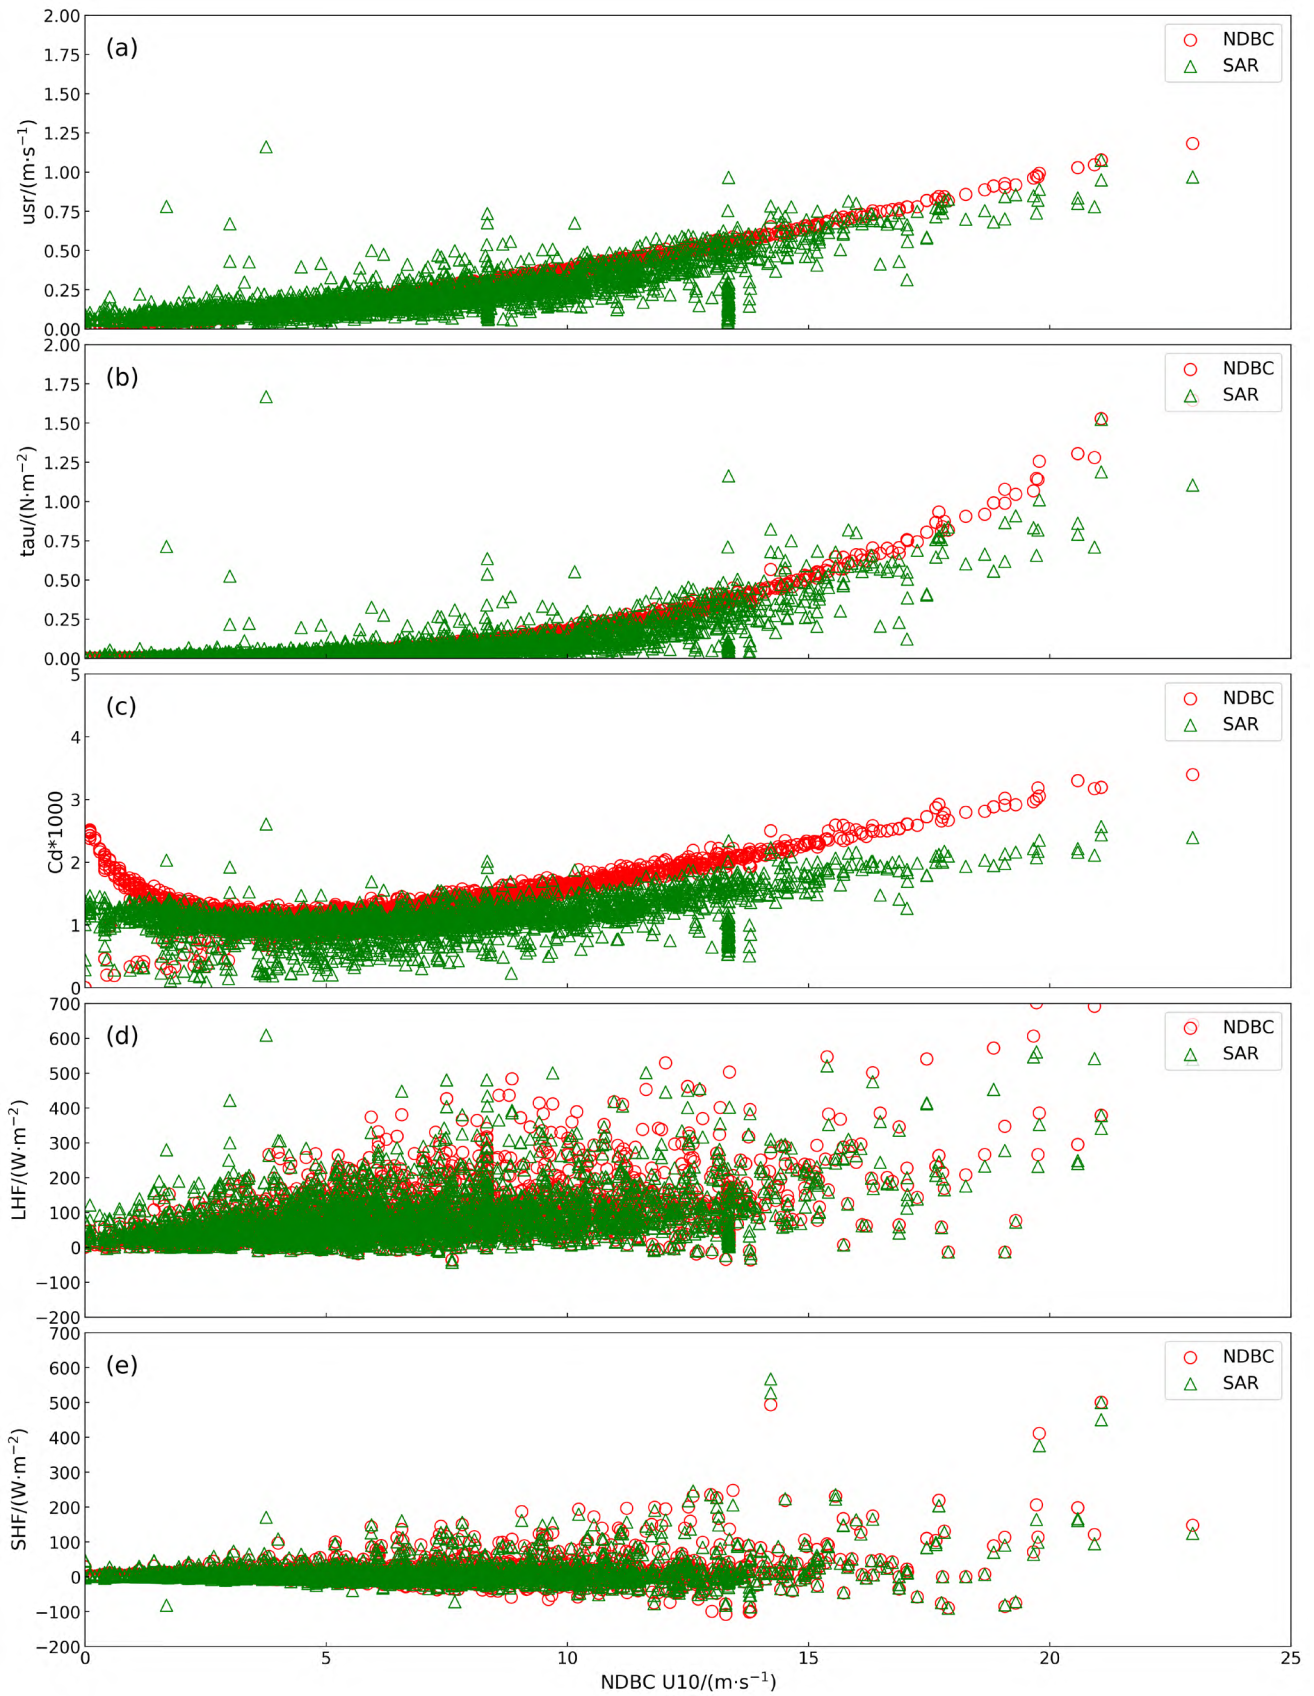 2.00
1.75
1.50
1.25
1.00
0.75
0.50
0.25
0.00
usr/(m·s⁻¹)
(a)
NDBC
SAR
2.00
1.75
1.50
1.25
1.00
0.75
0.50
0.25
0.00
tau/(N·m⁻²)
(b)
NDBC
SAR
5
4
3
2
1
0
Cd*1000
(c)
NDBC
SAR
700
600
500
400
300
200
100
0
−100
−200
LHF/(W·m⁻²)
(d)
NDBC
SAR
700
600
500
400
300
200
100
0
−100
−200
SHF/(W·m⁻²)
(e)
NDBC
SAR
0 5 10 15 20 25
NDBC U10/(m·s⁻¹)